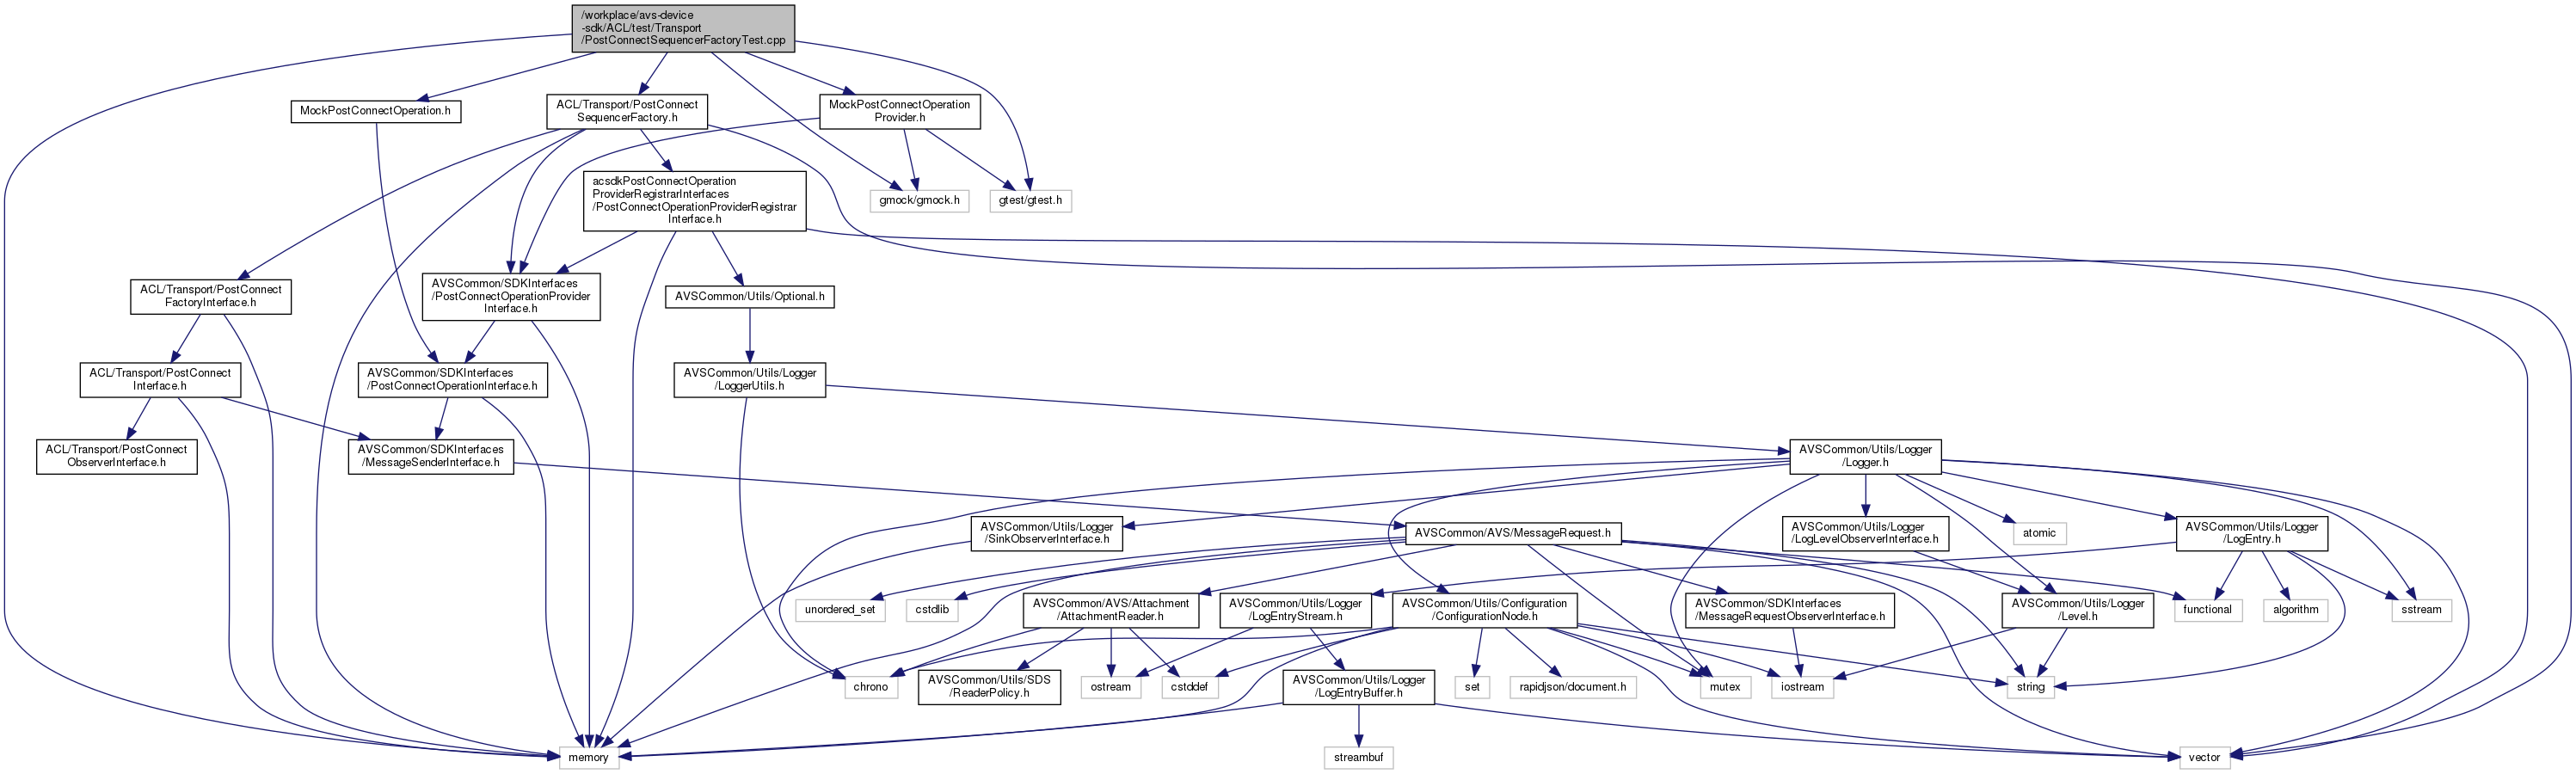 /workplace/avs-device
-sdk/ACL/test/Transport
/PostConnectSequencerFactoryTest.cpp
MockPostConnectOperation.h
ACL/Transport/PostConnect
SequencerFactory.h
MockPostConnectOperation
Provider.h
acsdkPostConnectOperation
ProviderRegistrarInterfaces
/PostConnectOperationProviderRegistrar
Interface.h
gmock/gmock.h
gtest/gtest.h
ACL/Transport/PostConnect
FactoryInterface.h
AVSCommon/SDKInterfaces
/PostConnectOperationProvider
Interface.h
AVSCommon/Utils/Optional.h
ACL/Transport/PostConnect
Interface.h
AVSCommon/SDKInterfaces
/PostConnectOperationInterface.h
AVSCommon/Utils/Logger
/LoggerUtils.h
ACL/Transport/PostConnect
ObserverInterface.h
AVSCommon/SDKInterfaces
/MessageSenderInterface.h
AVSCommon/Utils/Logger
/Logger.h
AVSCommon/Utils/Logger
/SinkObserverInterface.h
AVSCommon/AVS/MessageRequest.h
AVSCommon/Utils/Logger
/LogLevelObserverInterface.h
atomic
AVSCommon/Utils/Logger
/LogEntry.h
unordered_set
cstdlib
AVSCommon/AVS/Attachment
/AttachmentReader.h
AVSCommon/Utils/Logger
/LogEntryStream.h
AVSCommon/Utils/Configuration
/ConfigurationNode.h
AVSCommon/SDKInterfaces
/MessageRequestObserverInterface.h
AVSCommon/Utils/Logger
/Level.h
functional
algorithm
sstream
chrono
AVSCommon/Utils/SDS
/ReaderPolicy.h
ostream
cstddef
AVSCommon/Utils/Logger
/LogEntryBuffer.h
set
rapidjson/document.h
mutex
iostream
string
memory
streambuf
vector